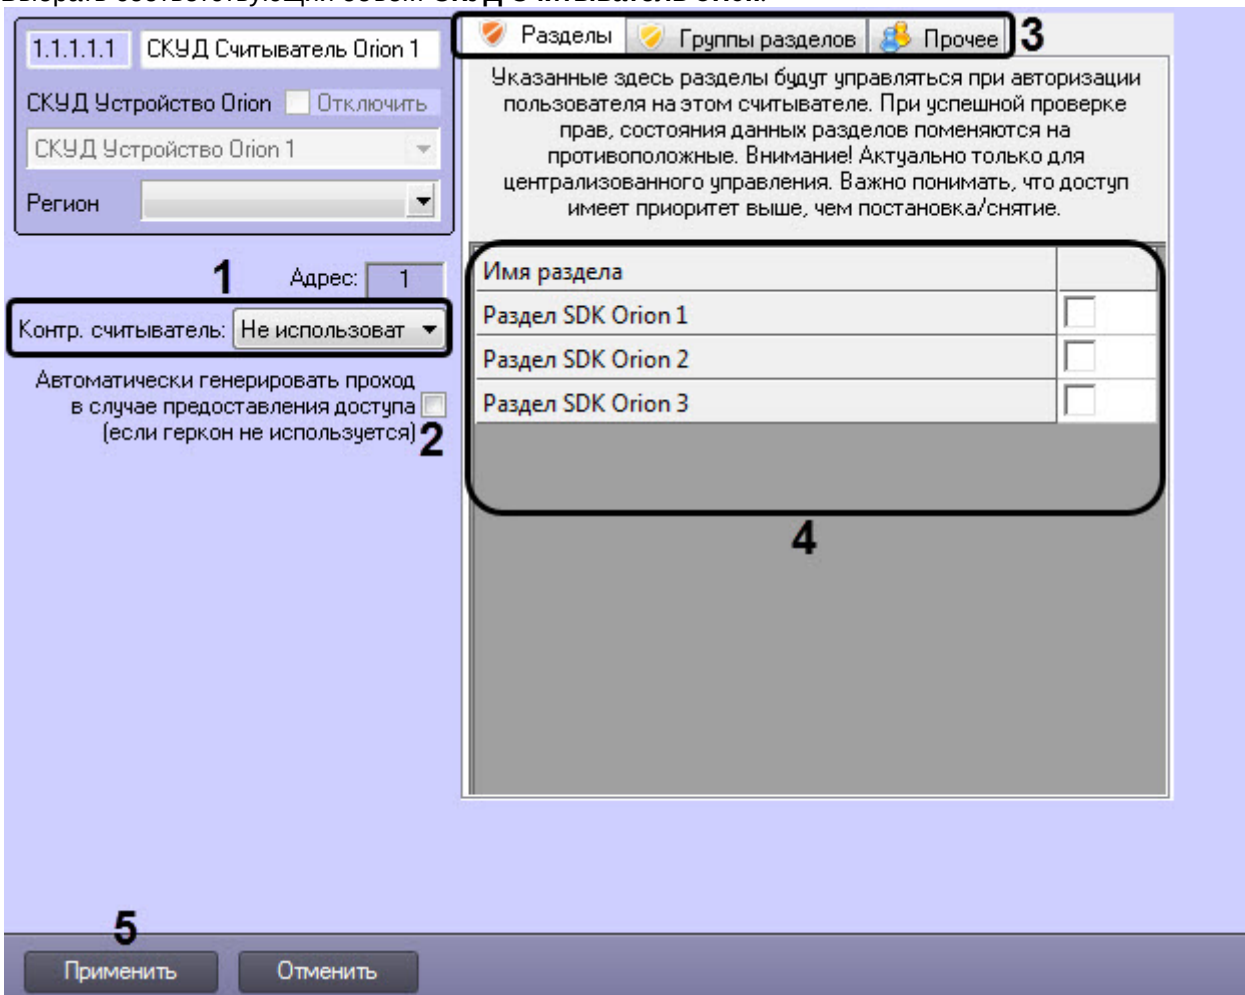 1.1.1.1.1 СКУД Считыватель Orion 1
СКУД Устройство Orion Отключить
СКУД Устройство Orion 1
Регион
1 Адрес: 1
Контр. считыватель: Не использоват
Автоматически генерировать проход
в случае предоставления доступа
(если геркон не используется) 2
Разделы Группы разделов Прочее 3
Указанные здесь разделы будут управляться при авторизации
пользователя на этом считывателе. При успешной проверке
прав, состояния данных разделов поменяются на
противоположные. Внимание! Актуально только для
централизованного управления. Важно понимать, что доступ
имеет приоритет выше, чем постановка/снятие.
Имя раздела
Раздел SDK Orion 1
Раздел SDK Orion 2
Раздел SDK Orion 3
4
5
Применить Отменить